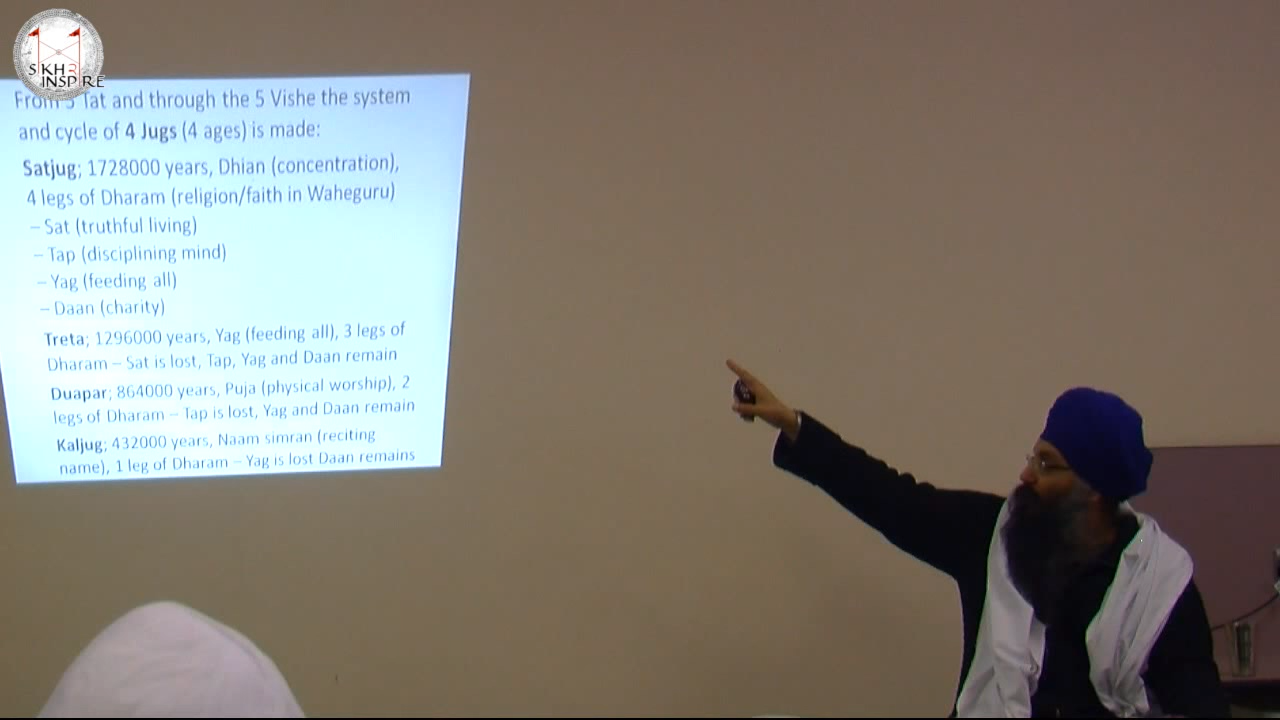 SIKHR
INSPIRE
From 5 Tat and through the 5 Vishe the system
and cycle of 4 Jugs (4 ages) is made:
Satjug; 1728000 years, Dhian (concentration),
4 legs of Dharam (religion/faith in Waheguru)
– Sat (truthful living)
– Tap (disciplining mind)
– Yag (feeding all)
– Daan (charity)
Treta; 1296000 years, Yag (feeding all), 3 legs of
Dharam – Sat is lost, Tap, Yag and Daan remain
Duapar; 864000 years, Puja (physical worship), 2
legs of Dharam – Tap is lost, Yag and Daan remain
Kaljug; 432000 years, Naam simran (reciting
name), 1 leg of Dharam – Yag is lost Daan remains